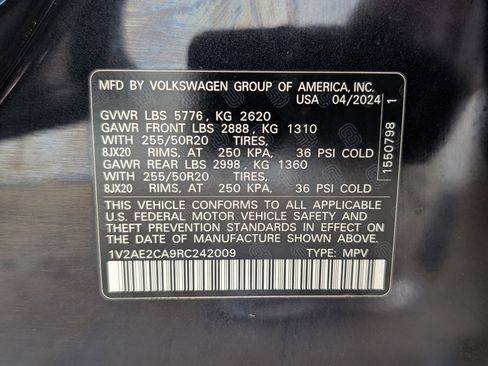 MFD BY VOLKSWAGEN GROUP OF AMERICA, INC.
USA 04/2024
GVWR LBS 5776, KG 2620
GAWR FRONT LBS 2888, KG 1310
WITH 255/50R20 TIRES,
8JX20 RIMS, AT 250 KPA, 36 PSI COLD
GAWR REAR LBS 2998, KG 1360
WITH 255/50R20 TIRES,
8JX20 RIMS, AT 250 KPA, 36 PSI COLD
THIS VEHICLE CONFORMS TO ALL APPLICABLE
U.S. FEDERAL MOTOR VEHICLE SAFETY AND
THEFT PREVENTION STANDARDS IN EFFECT ON
THE DATE OF MANUFACTURE SHOWN ABOVE
1V2AE2CA9RC242009 TYPE: MPV
1550798 1